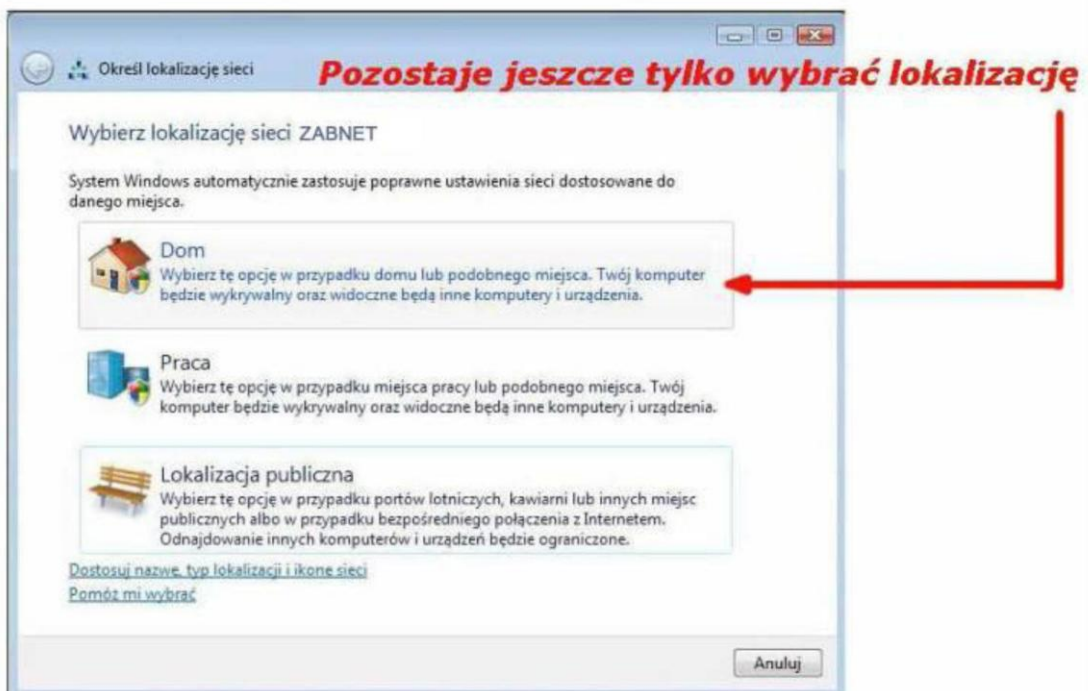 Określ lokalizację sieci
Pozostaje jeszcze tylko wybrać lokalizację
Wybierz lokalizację sieci ZABNET
System Windows automatycznie zastosuje poprawne ustawienia sieci dostosowane do
danego miejsca.
Dom
Wybierz tę opcję w przypadku domu lub podobnego miejsca. Twój komputer
będzie wykrywalny oraz widoczne będą inne komputery i urządzenia.
Praca
Wybierz tę opcję w przypadku miejsca pracy lub podobnego miejsca. Twój
komputer będzie wykrywalny oraz widoczne będą inne komputery i urządzenia.
Lokalizacja publiczna
Wybierz tę opcję w przypadku portów lotniczych, kawiarni lub innych miejsc
publicznych albo w przypadku bezpośredniego połączenia z Internetem.
Odnajdowanie innych komputerów i urządzeń będzie ograniczone.
Dostosuj nazwę, typ lokalizacji i ikonę sieci
Pomóż mi wybrać
Anuluj